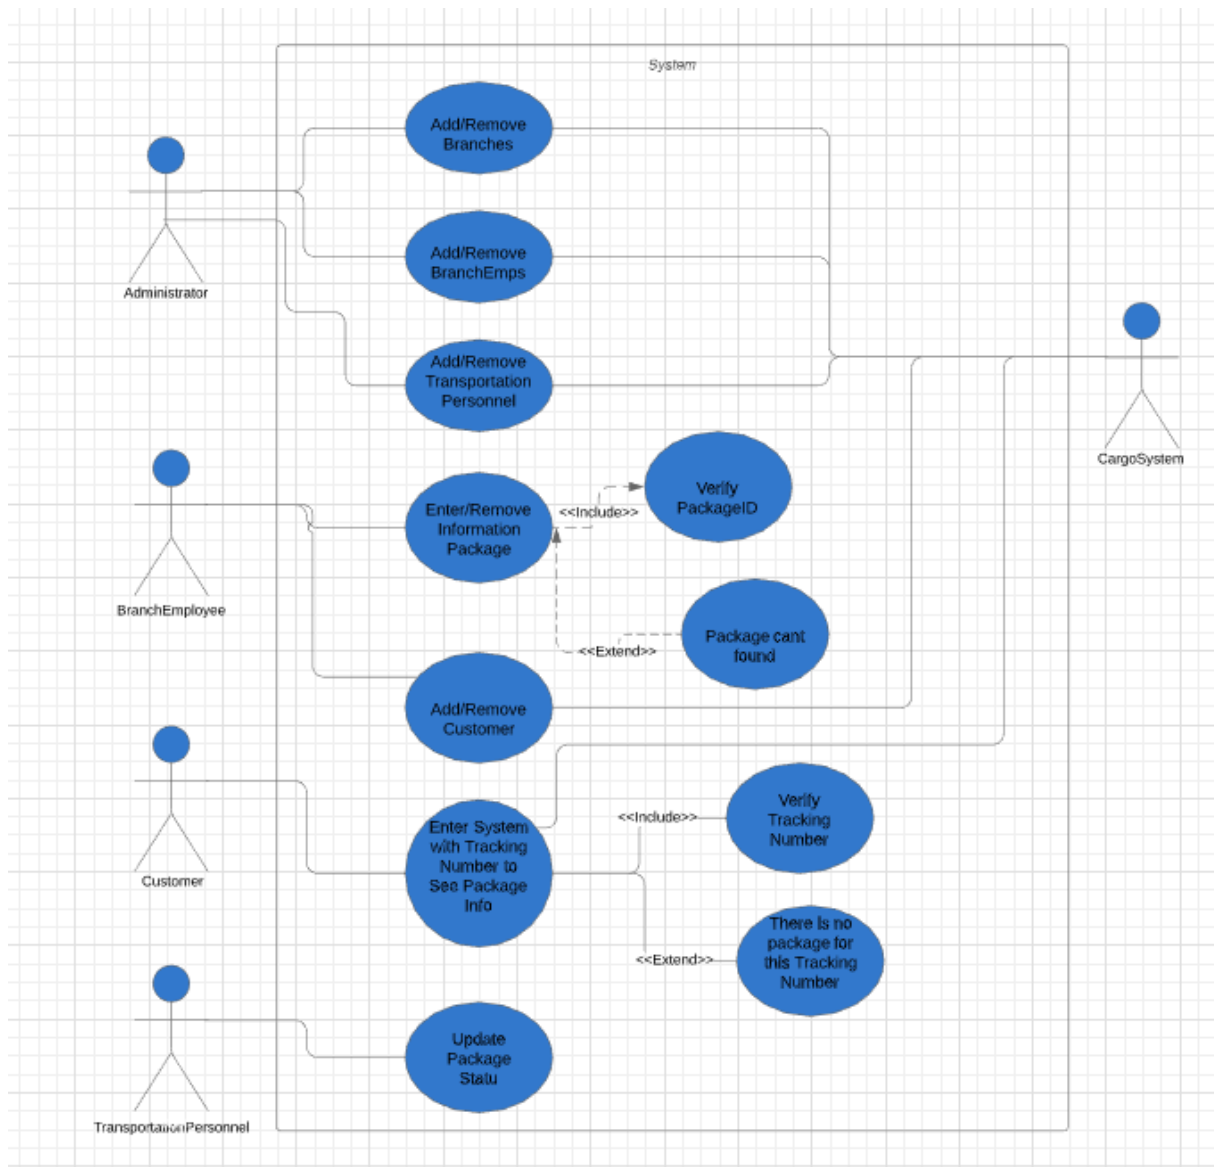 System
Add/Remove
Branches
Administrator
Add/Remove
BranchEmps
Add/Remove
Transportation
Personnel
CargoSystem
BranchEmployee
Enter/Remove
Information
Package
<<Include>>
Verify
PackageID
<<Extend>>
Package cant
found
Add/Remove
Customer
Customer
Enter System
with Tracking
Number to
See Package
Info
<<Include>>
Verify
Tracking
Number
<<Extend>>
There is no
package for
this Tracking
Number
TransportationPersonnel
Update
Package
Statu